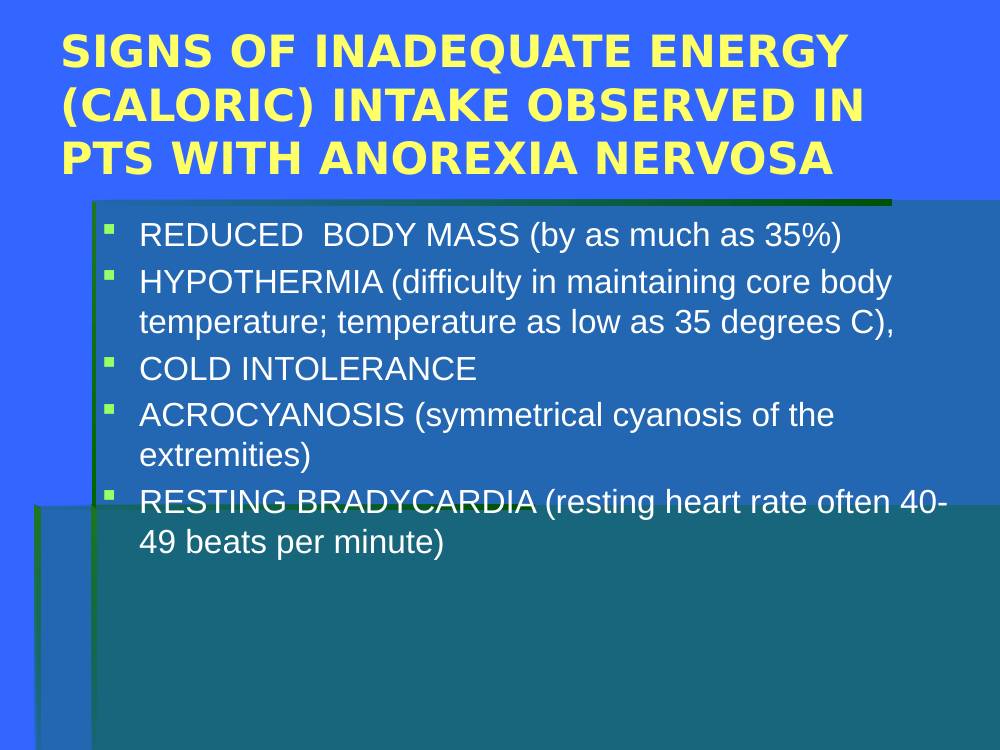 SIGNS OF INADEQUATE ENERGY
(CALORIC) INTAKE OBSERVED IN
PTS WITH ANOREXIA NERVOSA
▪ REDUCED  BODY MASS (by as much as 35%)
▪ HYPOTHERMIA (difficulty in maintaining core body
temperature; temperature as low as 35 degrees C),
▪ COLD INTOLERANCE
▪ ACROCYANOSIS (symmetrical cyanosis of the
extremities)
▪ RESTING BRADYCARDIA (resting heart rate often 40-
49 beats per minute)